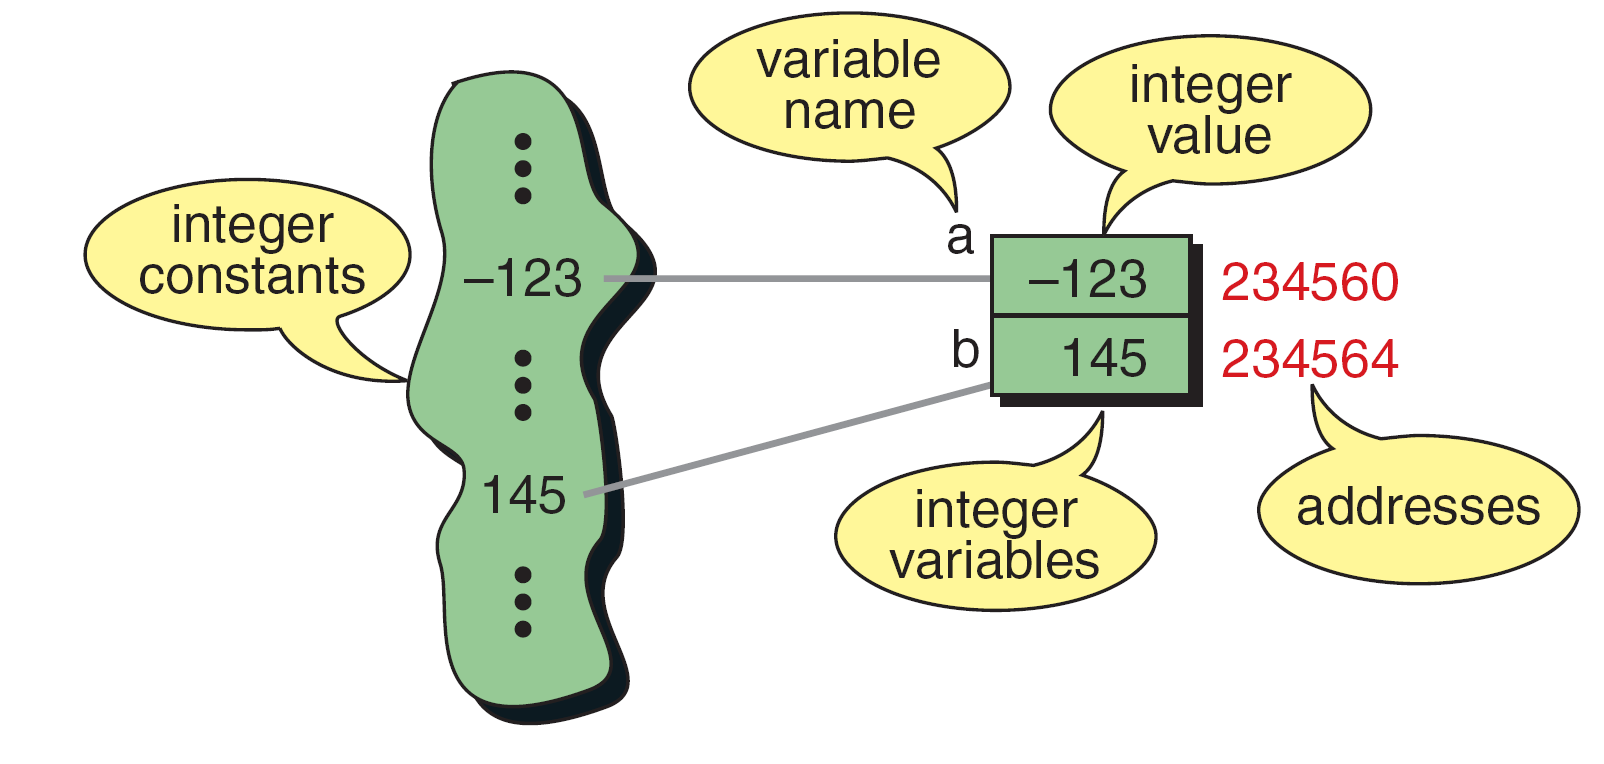 variable
name
integer
value
integer
constants
a
–123
–123
234560
b
145
234564
145
integer
variables
addresses